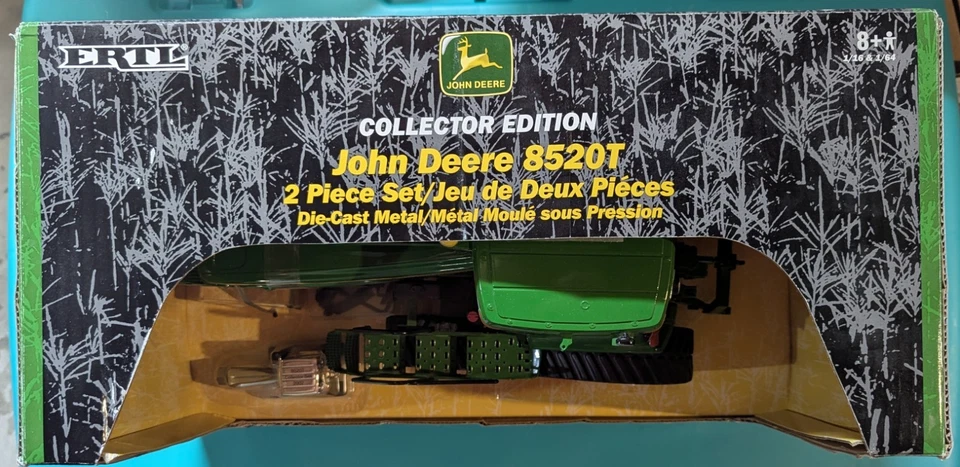 ERTL
JOHN DEERE
8+
1/16 & 1/64
COLLECTOR EDITION
John Deere 8520T
2 Piece Set/Jeu de Deux Piéces
Die-Cast Metal/Métal Moulé sous Pression